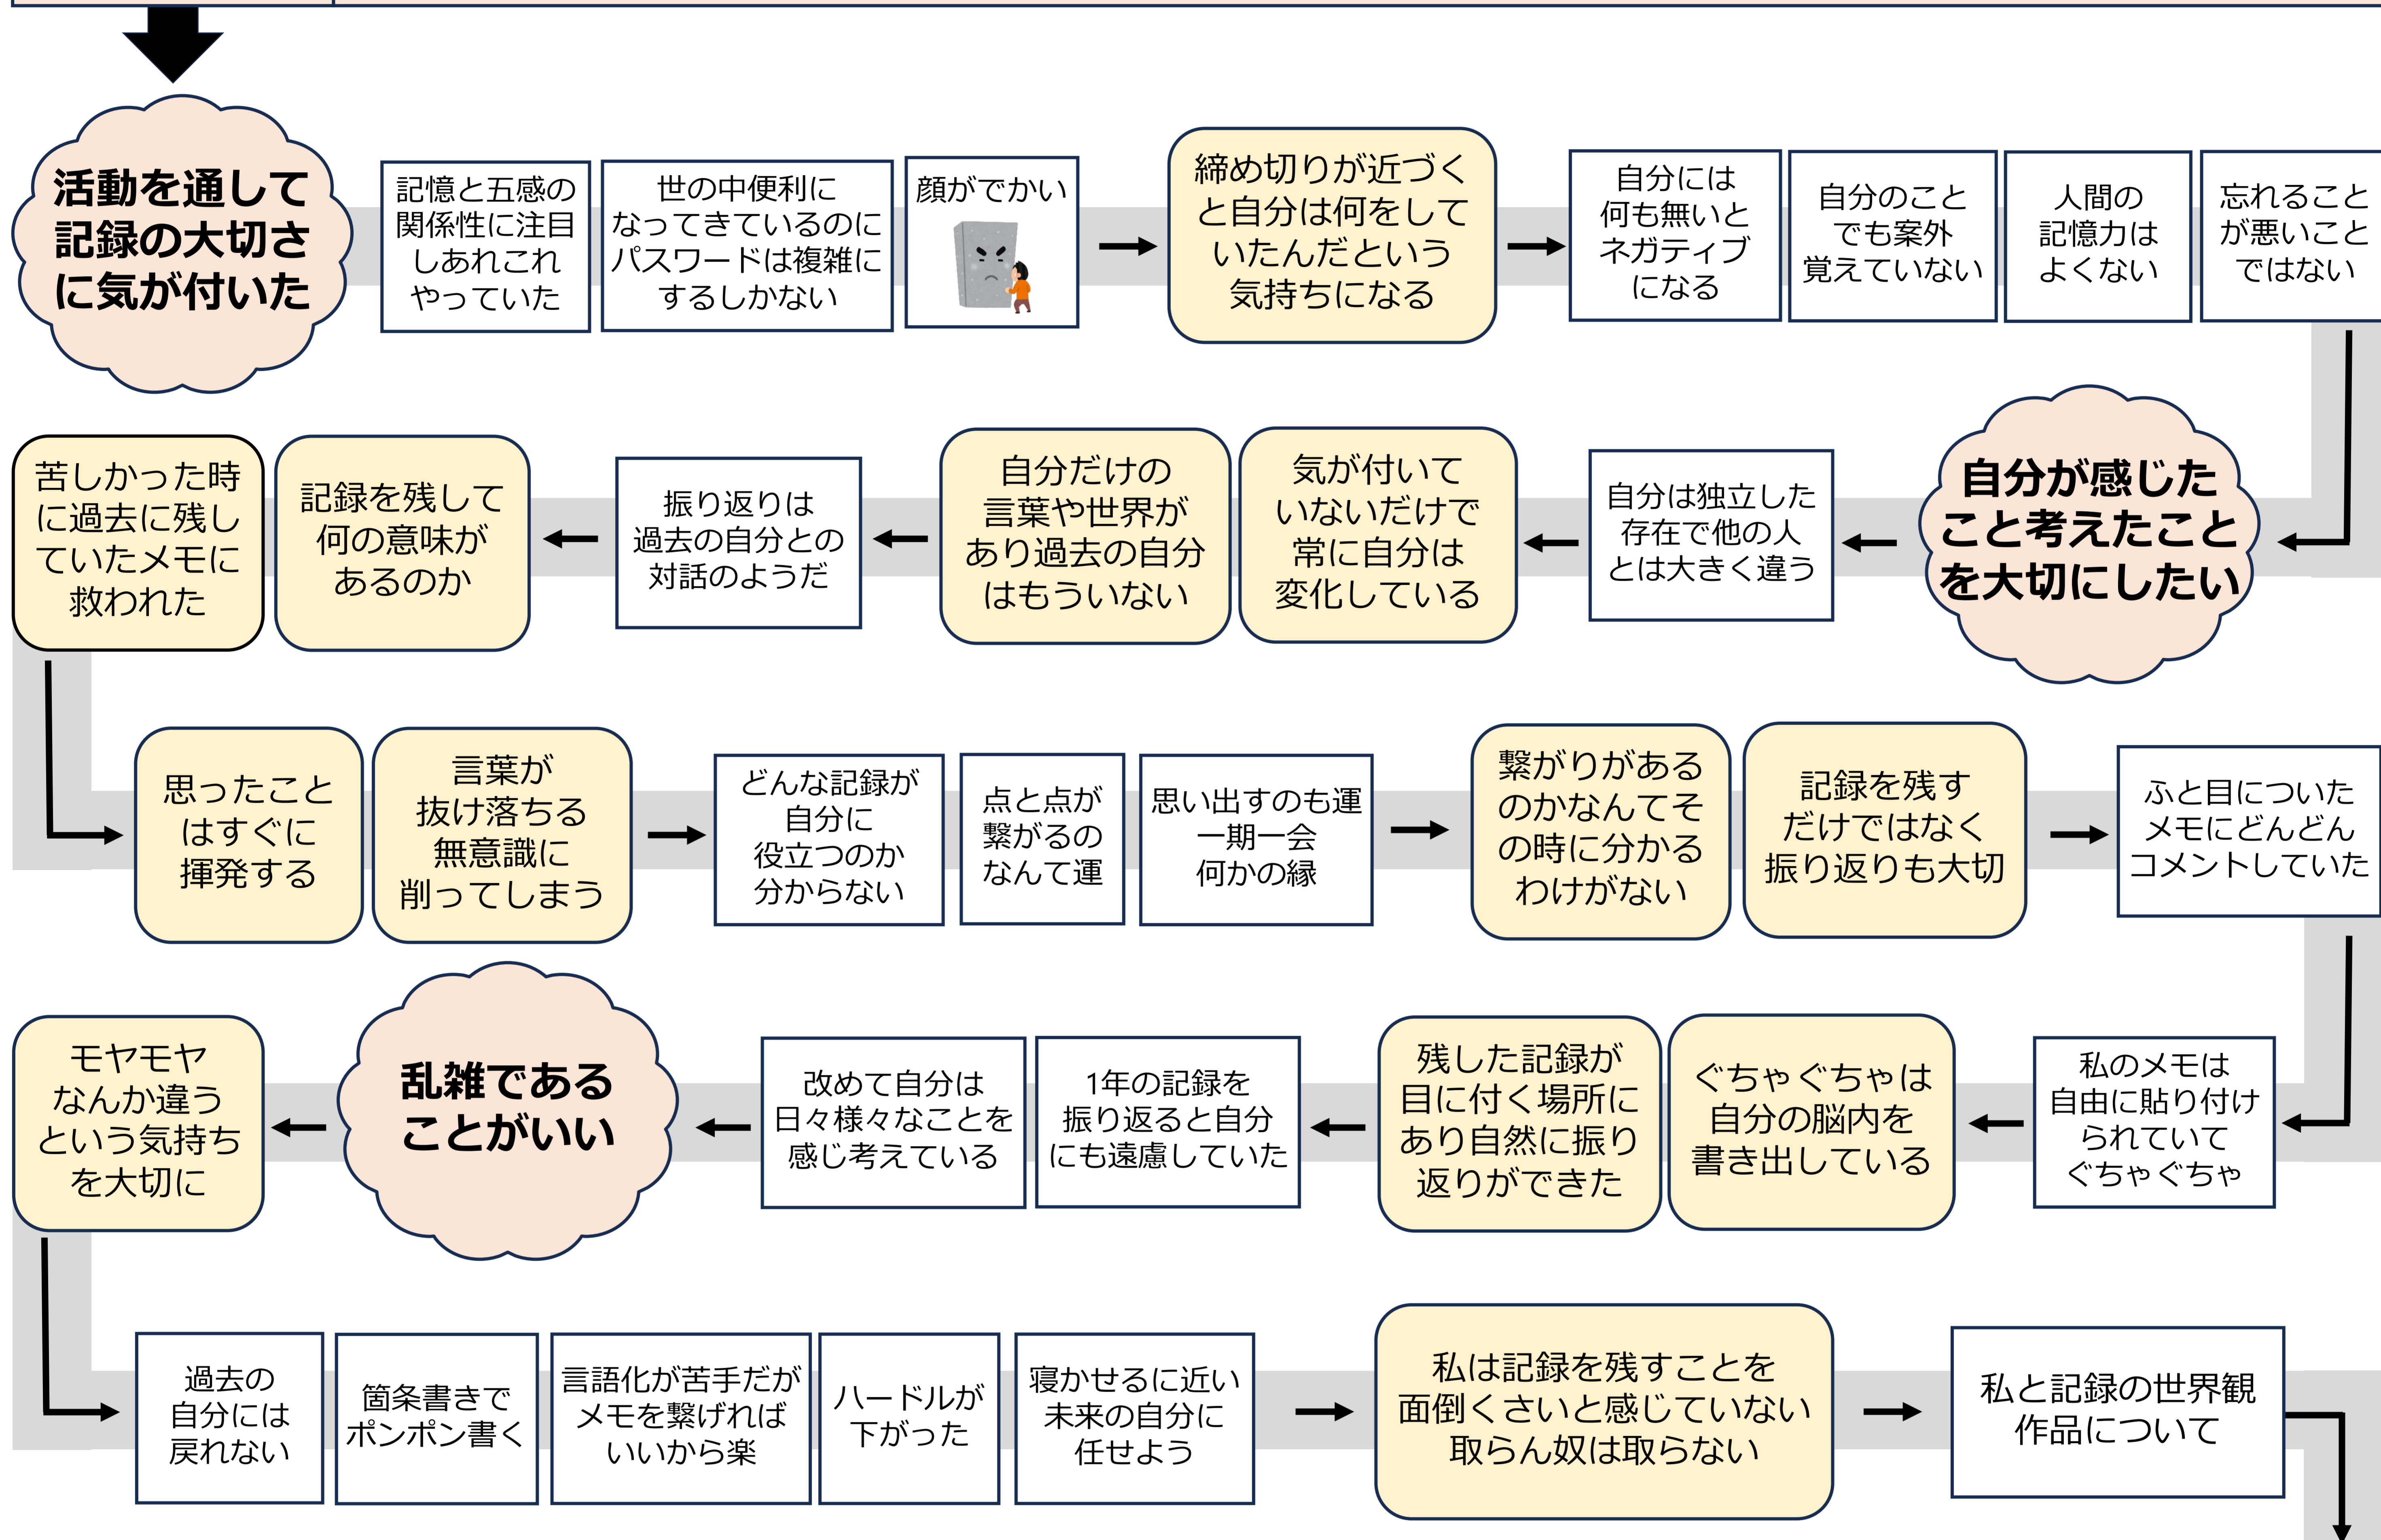 活動を通して
記録の大切さ
に気が付いた
記憶と五感の
関係性に注目
しあれこれ
やっていた
世の中便利に
なってきているのに
パスワードは複雑に
するしかない
顔がでかい
締め切りが近づく
と自分は何をして
いたんだという
気持ちになる
自分には
何も無いと
ネガティブ
になる
自分のこと
でも案外
覚えていない
人間の
記憶力は
よくない
忘れること
が悪いこと
ではない
自分が感じた
こと考えたこと
を大切にしたい
自分は独立した
存在で他の人
とは大きく違う
気が付いて
いないだけで
常に自分は
変化している
自分だけの
言葉や世界が
あり過去の自分
はもういない
振り返りは
過去の自分との
対話のようだ
記録を残して
何の意味が
あるのか
苦しかった時
に過去に残し
ていたメモに
救われた
思ったこと
はすぐに
揮発する
言葉が
抜け落ちる
無意識に
削ってしまう
どんな記録が
自分に
役立つのか
分からない
点と点が
繋がるの
なんて運
思い出すのも運
一期一会
何かの縁
繋がりがある
のかなんてそ
の時に分かる
わけがない
記録を残す
だけではなく
振り返りも大切
ふと目についた
メモにどんどん
コメントしていた
私のメモは
自由に貼り付け
られていて
ぐちゃぐちゃ
ぐちゃぐちゃは
自分の脳内を
書き出している
残した記録が
目に付く場所に
あり自然に振り
返りができた
1年の記録を
振り返ると自分
にも遠慮していた
改めて自分は
日々様々なことを
感じ考えている
乱雑である
ことがいい
モヤモヤ
なんか違う
という気持ち
を大切に
過去の
自分には
戻れない
箇条書きで
ポンポン書く
言語化が苦手だが
メモを繋げれば
いいから楽
ハードルが
下がった
寝かせるに近い
未来の自分に
任せよう
私は記録を残すことを
面倒くさいと感じていない
取らん奴は取らない
私と記録の世界観
作品について